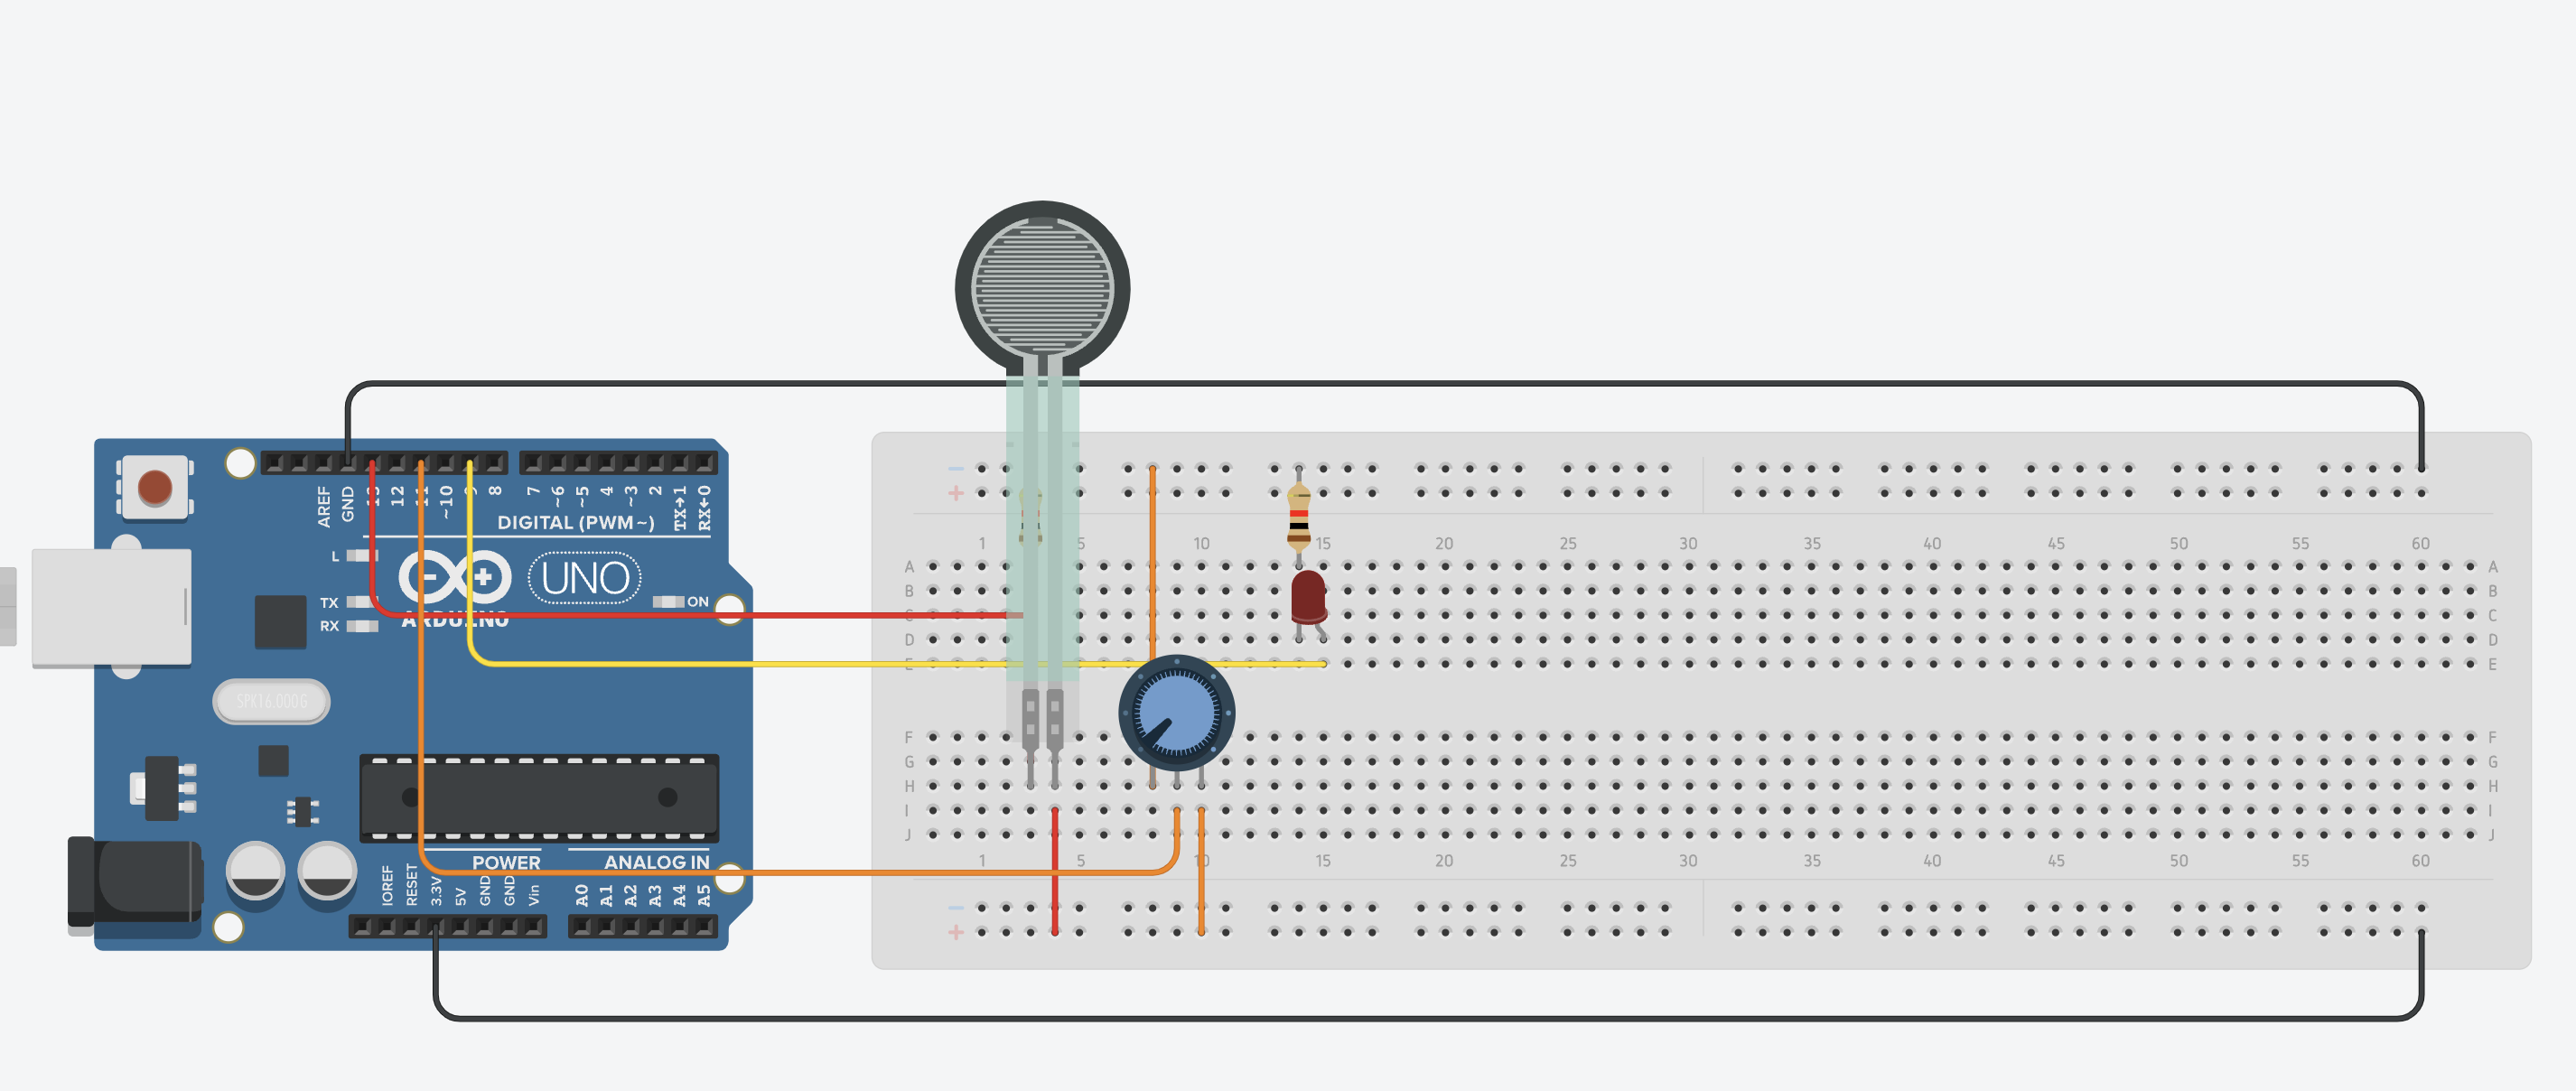 AREF
GND
13
12
11
~10
9
8
7
~6
~5
4
~3
2
TX→1
RX←0
DIGITAL (PWM~)
L
TX
RX
ON
UNO
ARDUINO
SPK16.000G
POWER
ANALOG IN
IOREF
RESET
3.3V
5V
GND
GND
Vin
A0
A1
A2
A3
A4
A5
1 5 10 15 20 25 30 35 40 45 50 55 60
A A
B B
C C
D D
E E
F F
G G
H H
I I
J J
1 5 10 15 20 25 30 35 40 45 50 55 60